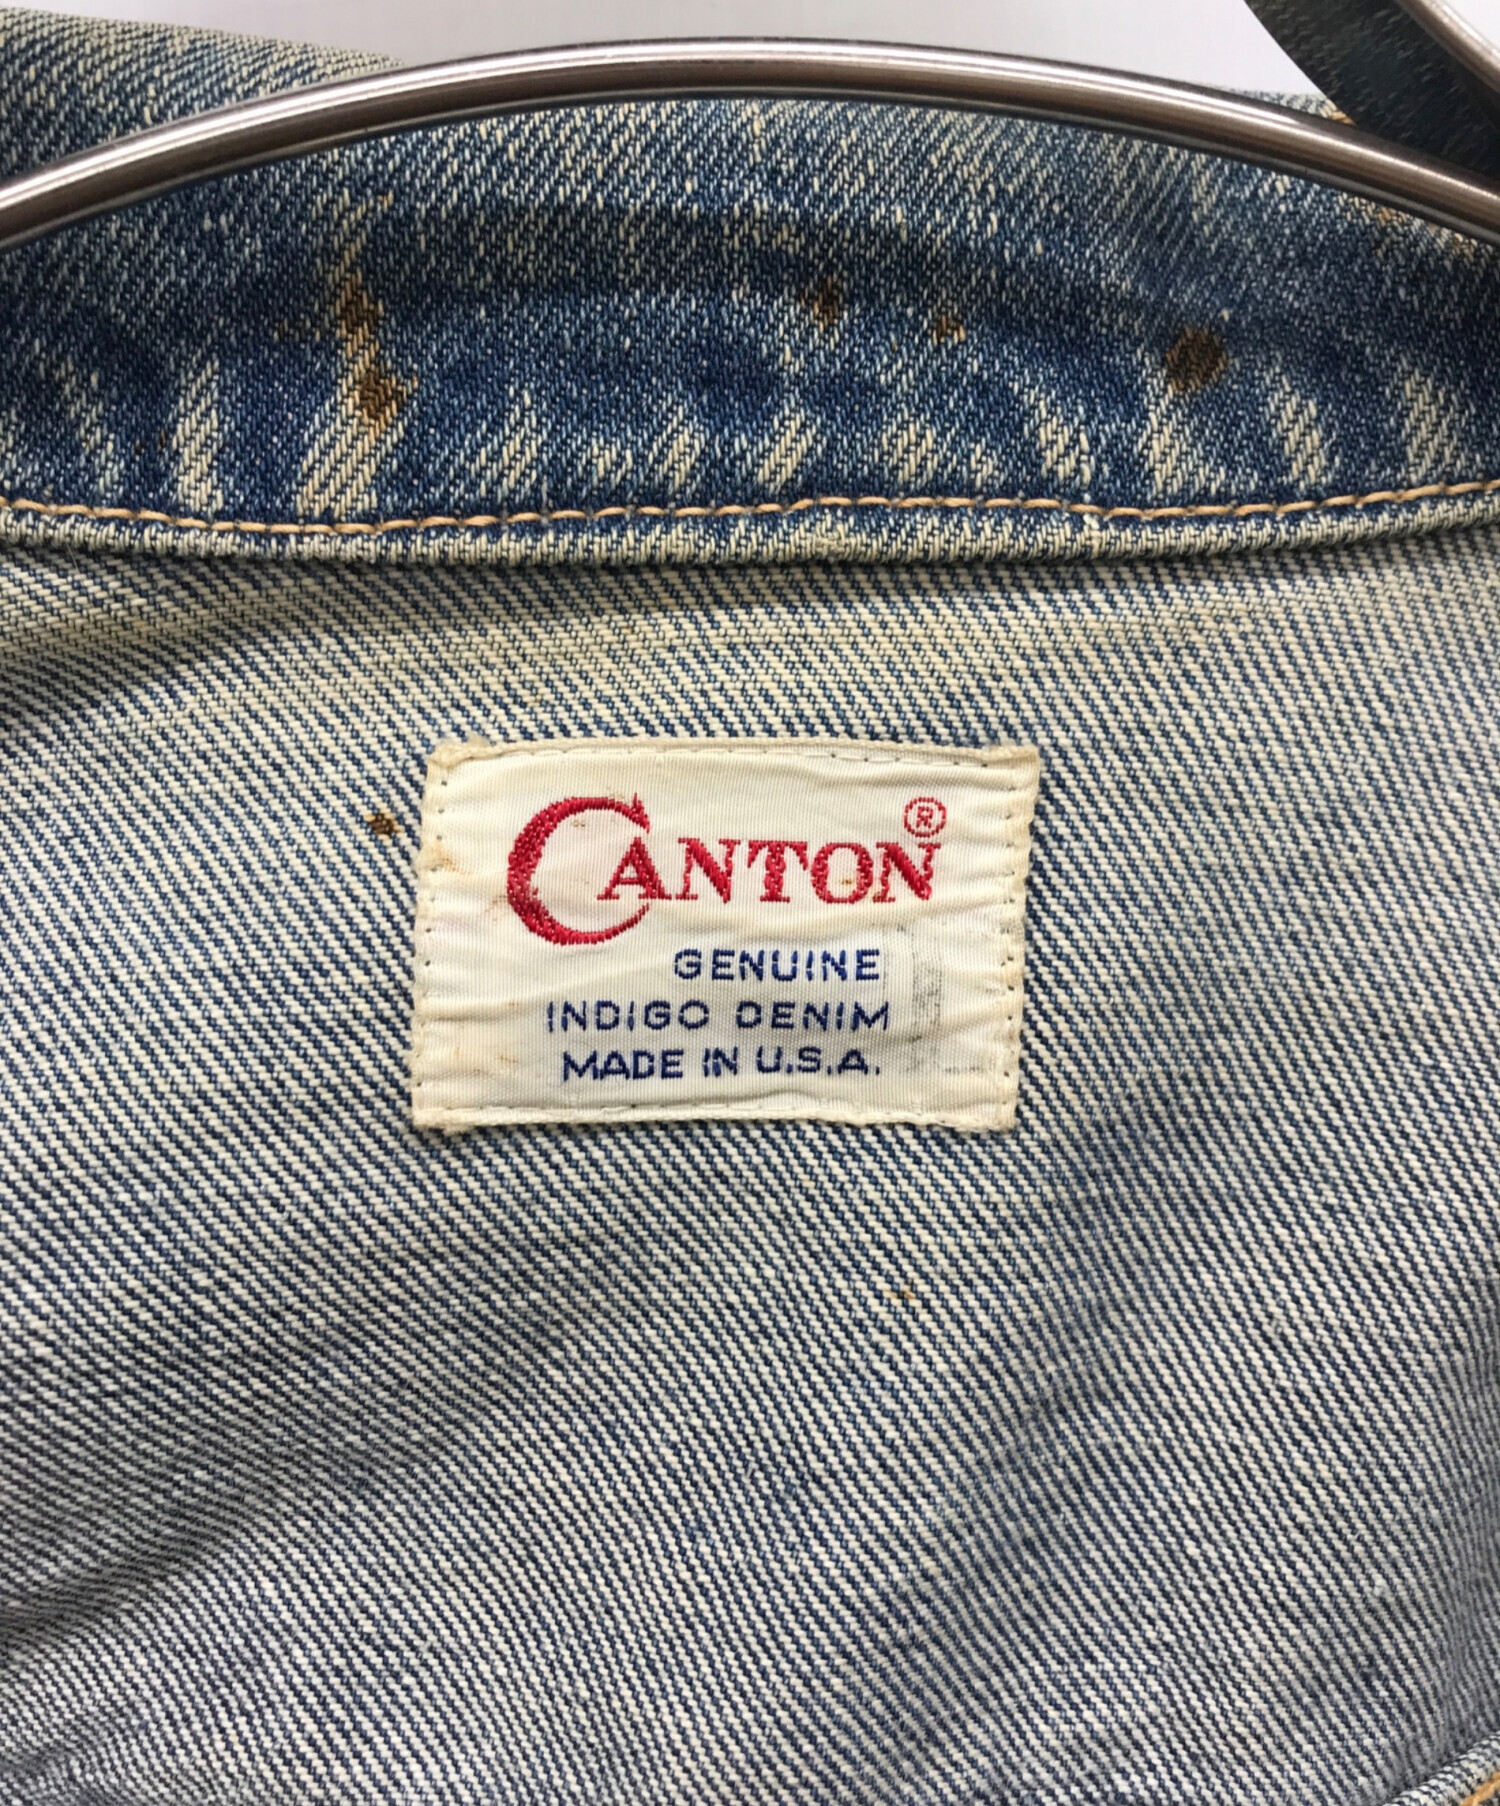 CANTON®
GENUINE
INDIGO DENIM
MADE IN U.S.A.